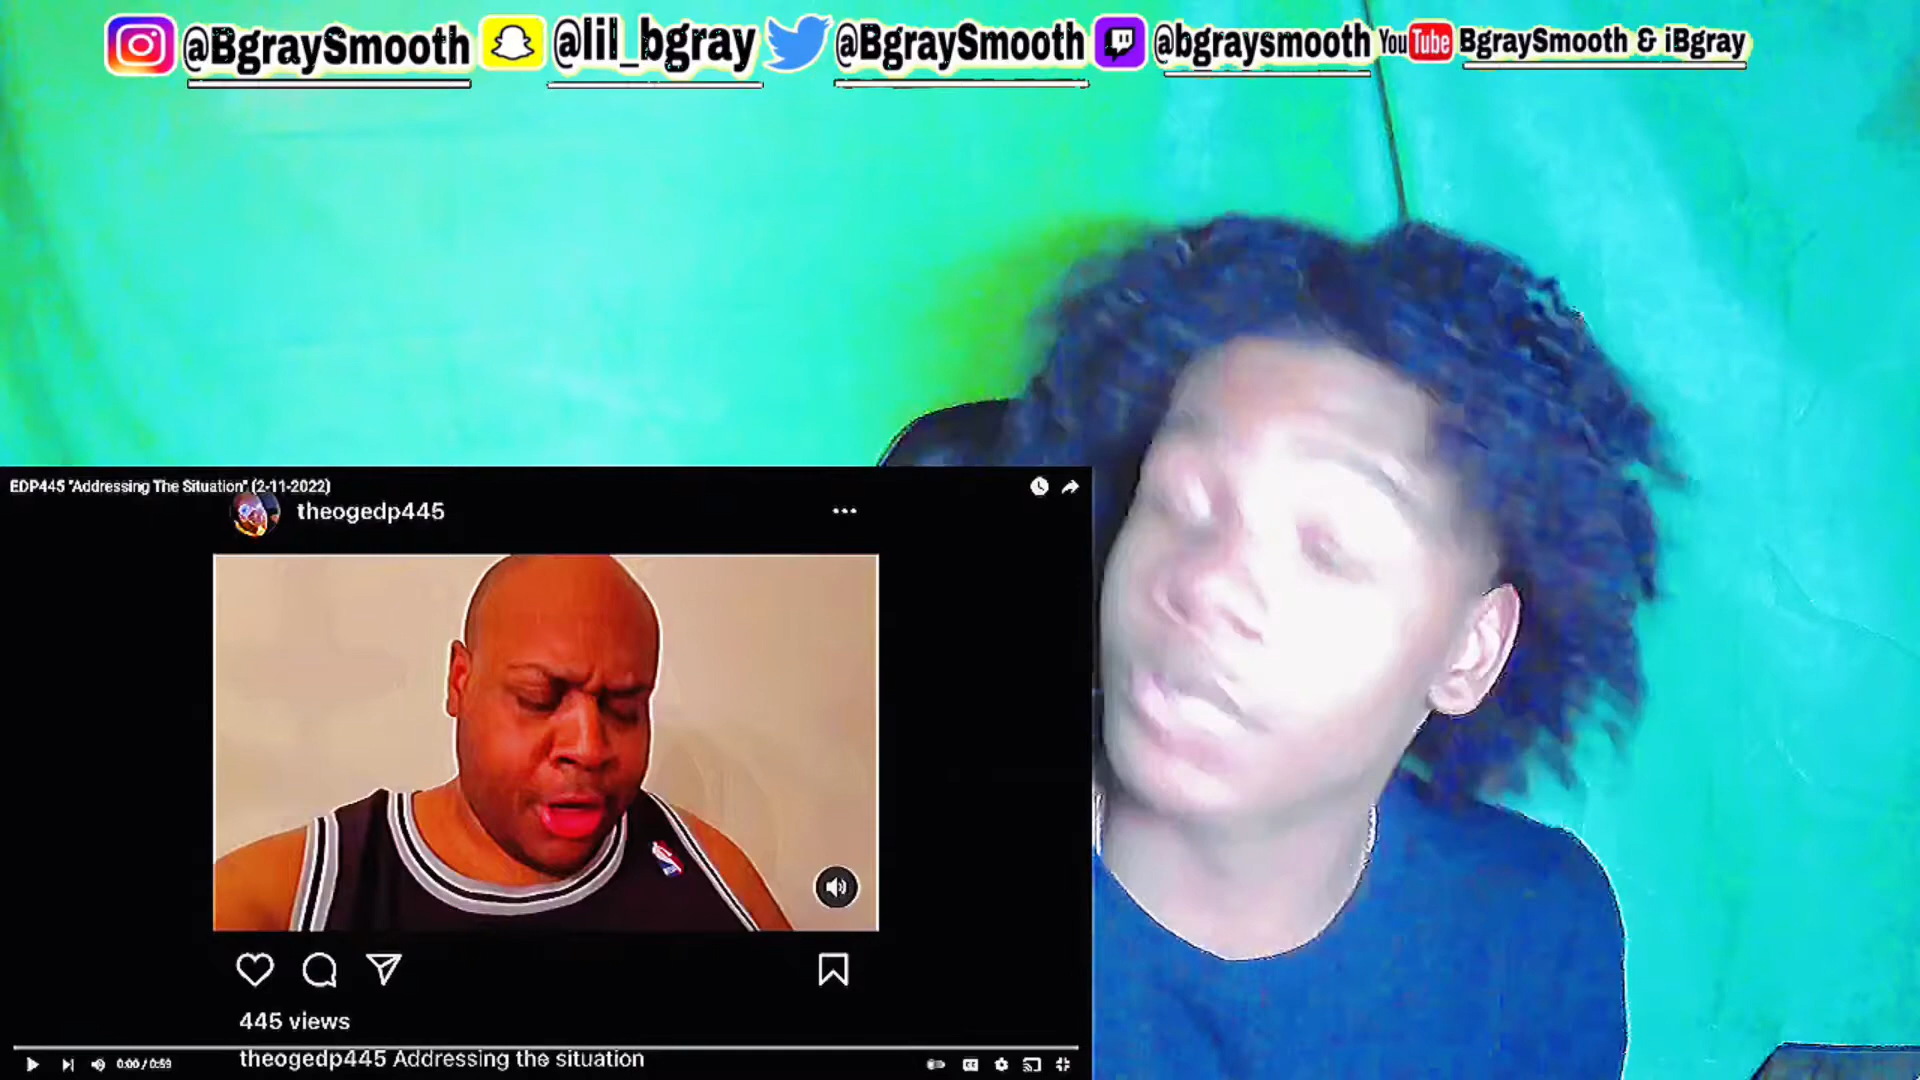 @BgraySmooth @lil_bgray @BgraySmooth @bgraysmooth YouTube BgraySmooth & iBgray
EDP445 "Addressing The Situation" (2-11-2022)
theogedp445
445 views
theogedp445 Addressing the situation
0:00 / 0:59
CC